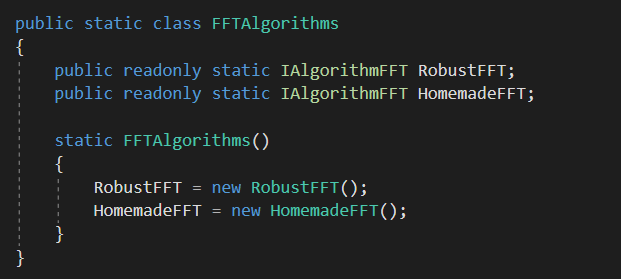 public static class FFTAlgorithms
{
    public readonly static IAlgorithmFFT RobustFFT;
    public readonly static IAlgorithmFFT HomemadeFFT;
    static FFTAlgorithms()
    {
        RobustFFT = new RobustFFT();
        HomemadeFFT = new HomemadeFFT();
    }
}